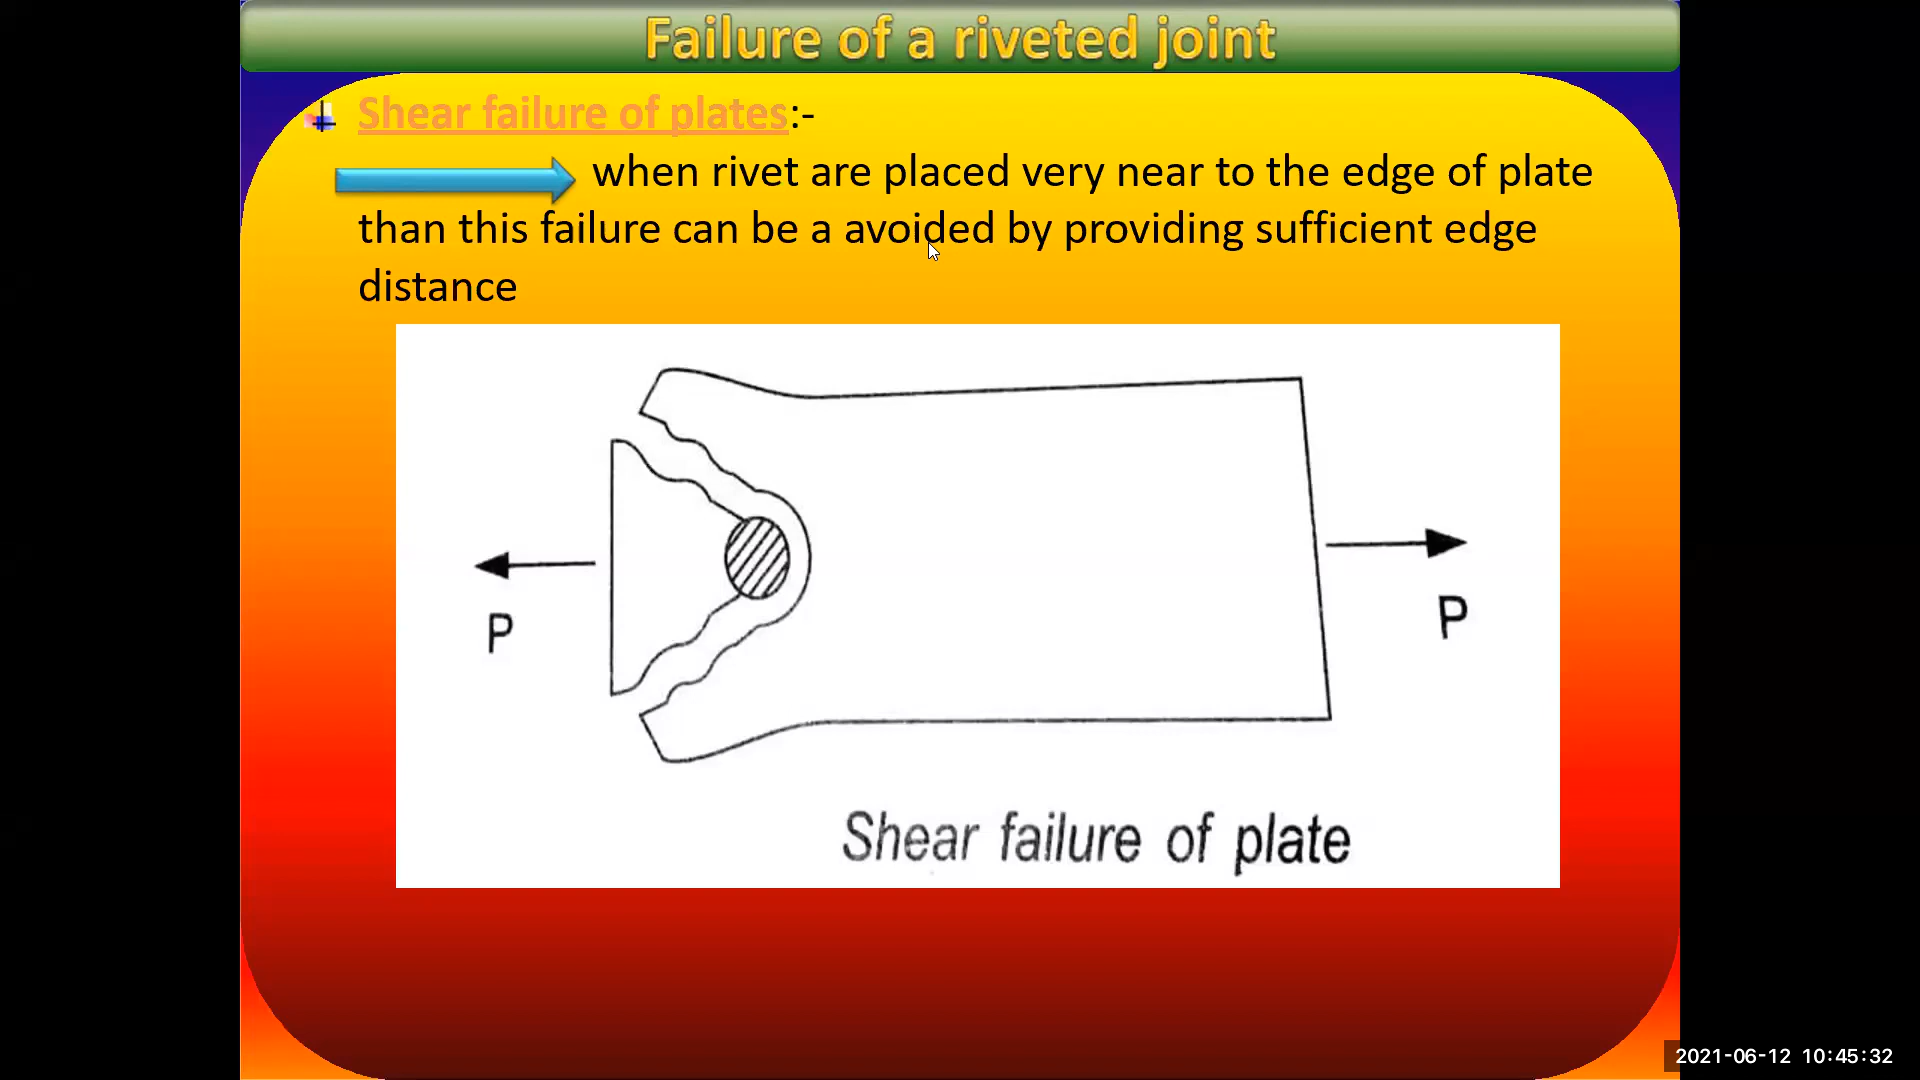 Failure of a riveted joint
Shear failure of plates:-
when rivet are placed very near to the edge of plate
than this failure can be a avoided by providing sufficient edge
distance
P
P
Shear failure of plate
2021-06-12 10:45:32